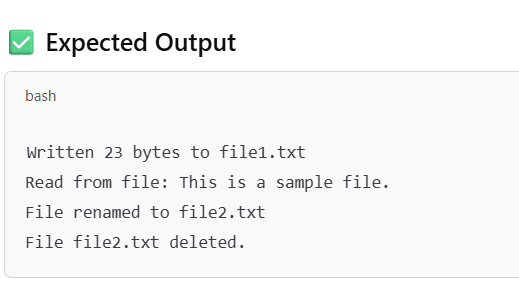 ✅ Expected Output
bash
Written 23 bytes to file1.txt
Read from file: This is a sample file.
File renamed to file2.txt
File file2.txt deleted.